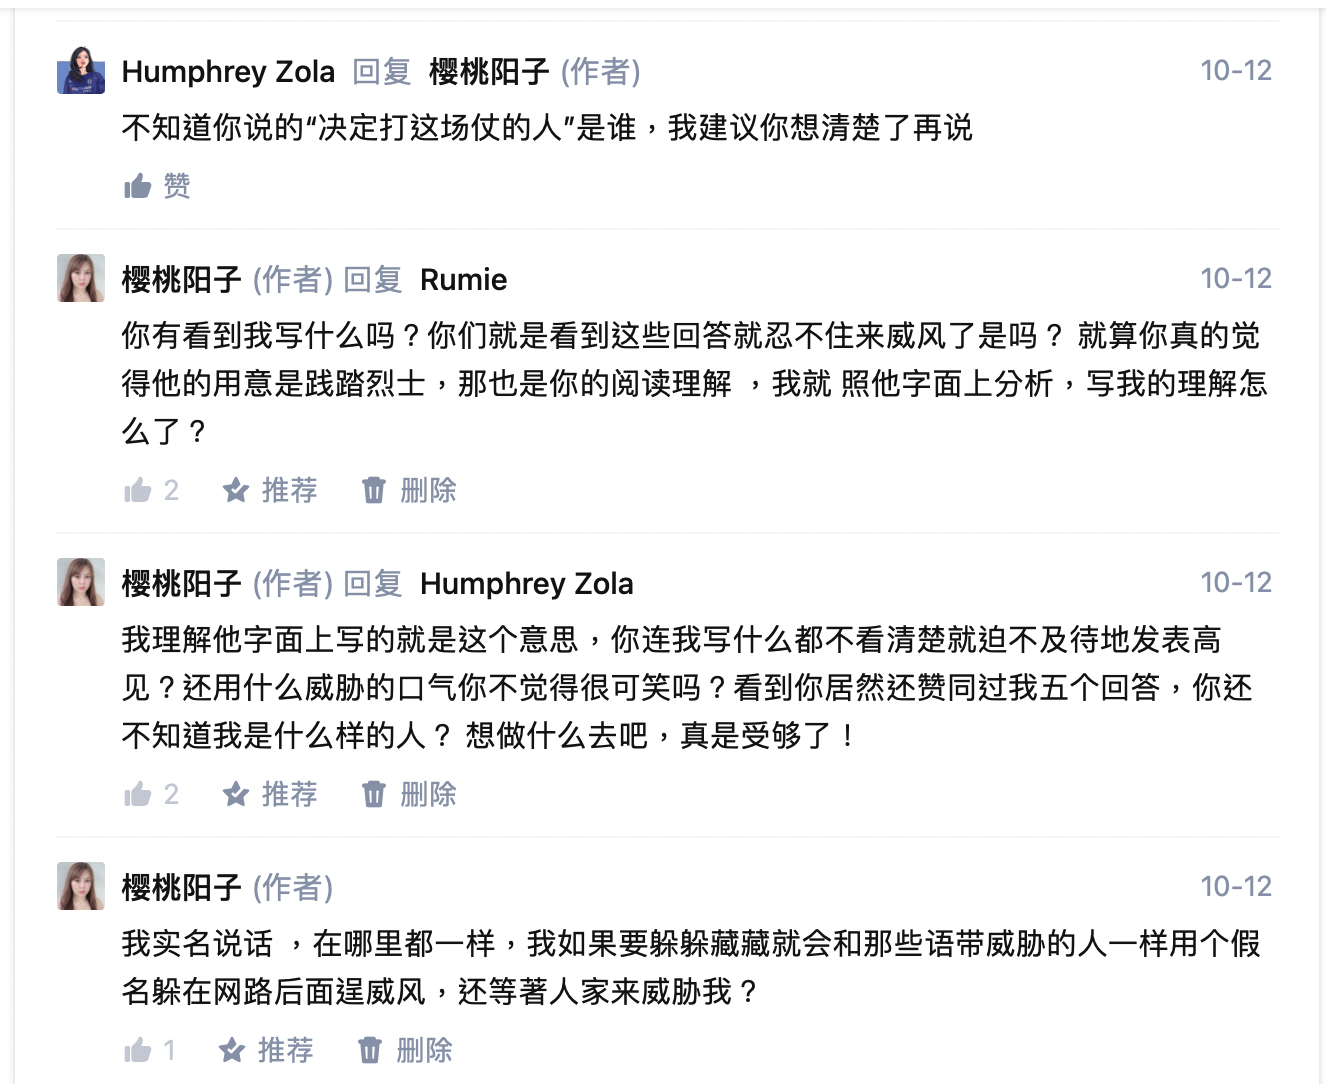 Humphrey Zola 回复 樱桃阳子 (作者) 10-12
不知道你说的“决定打这场仗的人”是谁，我建议你想清楚了再说
赞
樱桃阳子 (作者) 回复 Rumie 10-12
你有看到我写什么吗？你们就是看到这些回答就忍不住来威风了是吗？ 就算你真的觉
得他的用意是践踏烈士，那也是你的阅读理解 ，我就 照他字面上分析，写我的理解怎
么了？
2 推荐 删除
樱桃阳子 (作者) 回复 Humphrey Zola 10-12
我理解他字面上写的就是这个意思，你连我写什么都不看清楚就迫不及待地发表高
见？还用什么威胁的口气你不觉得很可笑吗？看到你居然还赞同过我五个回答，你还
不知道我是什么样的人？ 想做什么去吧，真是受够了！
2 推荐 删除
樱桃阳子 (作者) 10-12
我实名说话 ，在哪里都一样，我如果要躲躲藏藏就会和那些语带威胁的人一样用个假
名躲在网路后面逞威风，还等著人家来威胁我？
1 推荐 删除